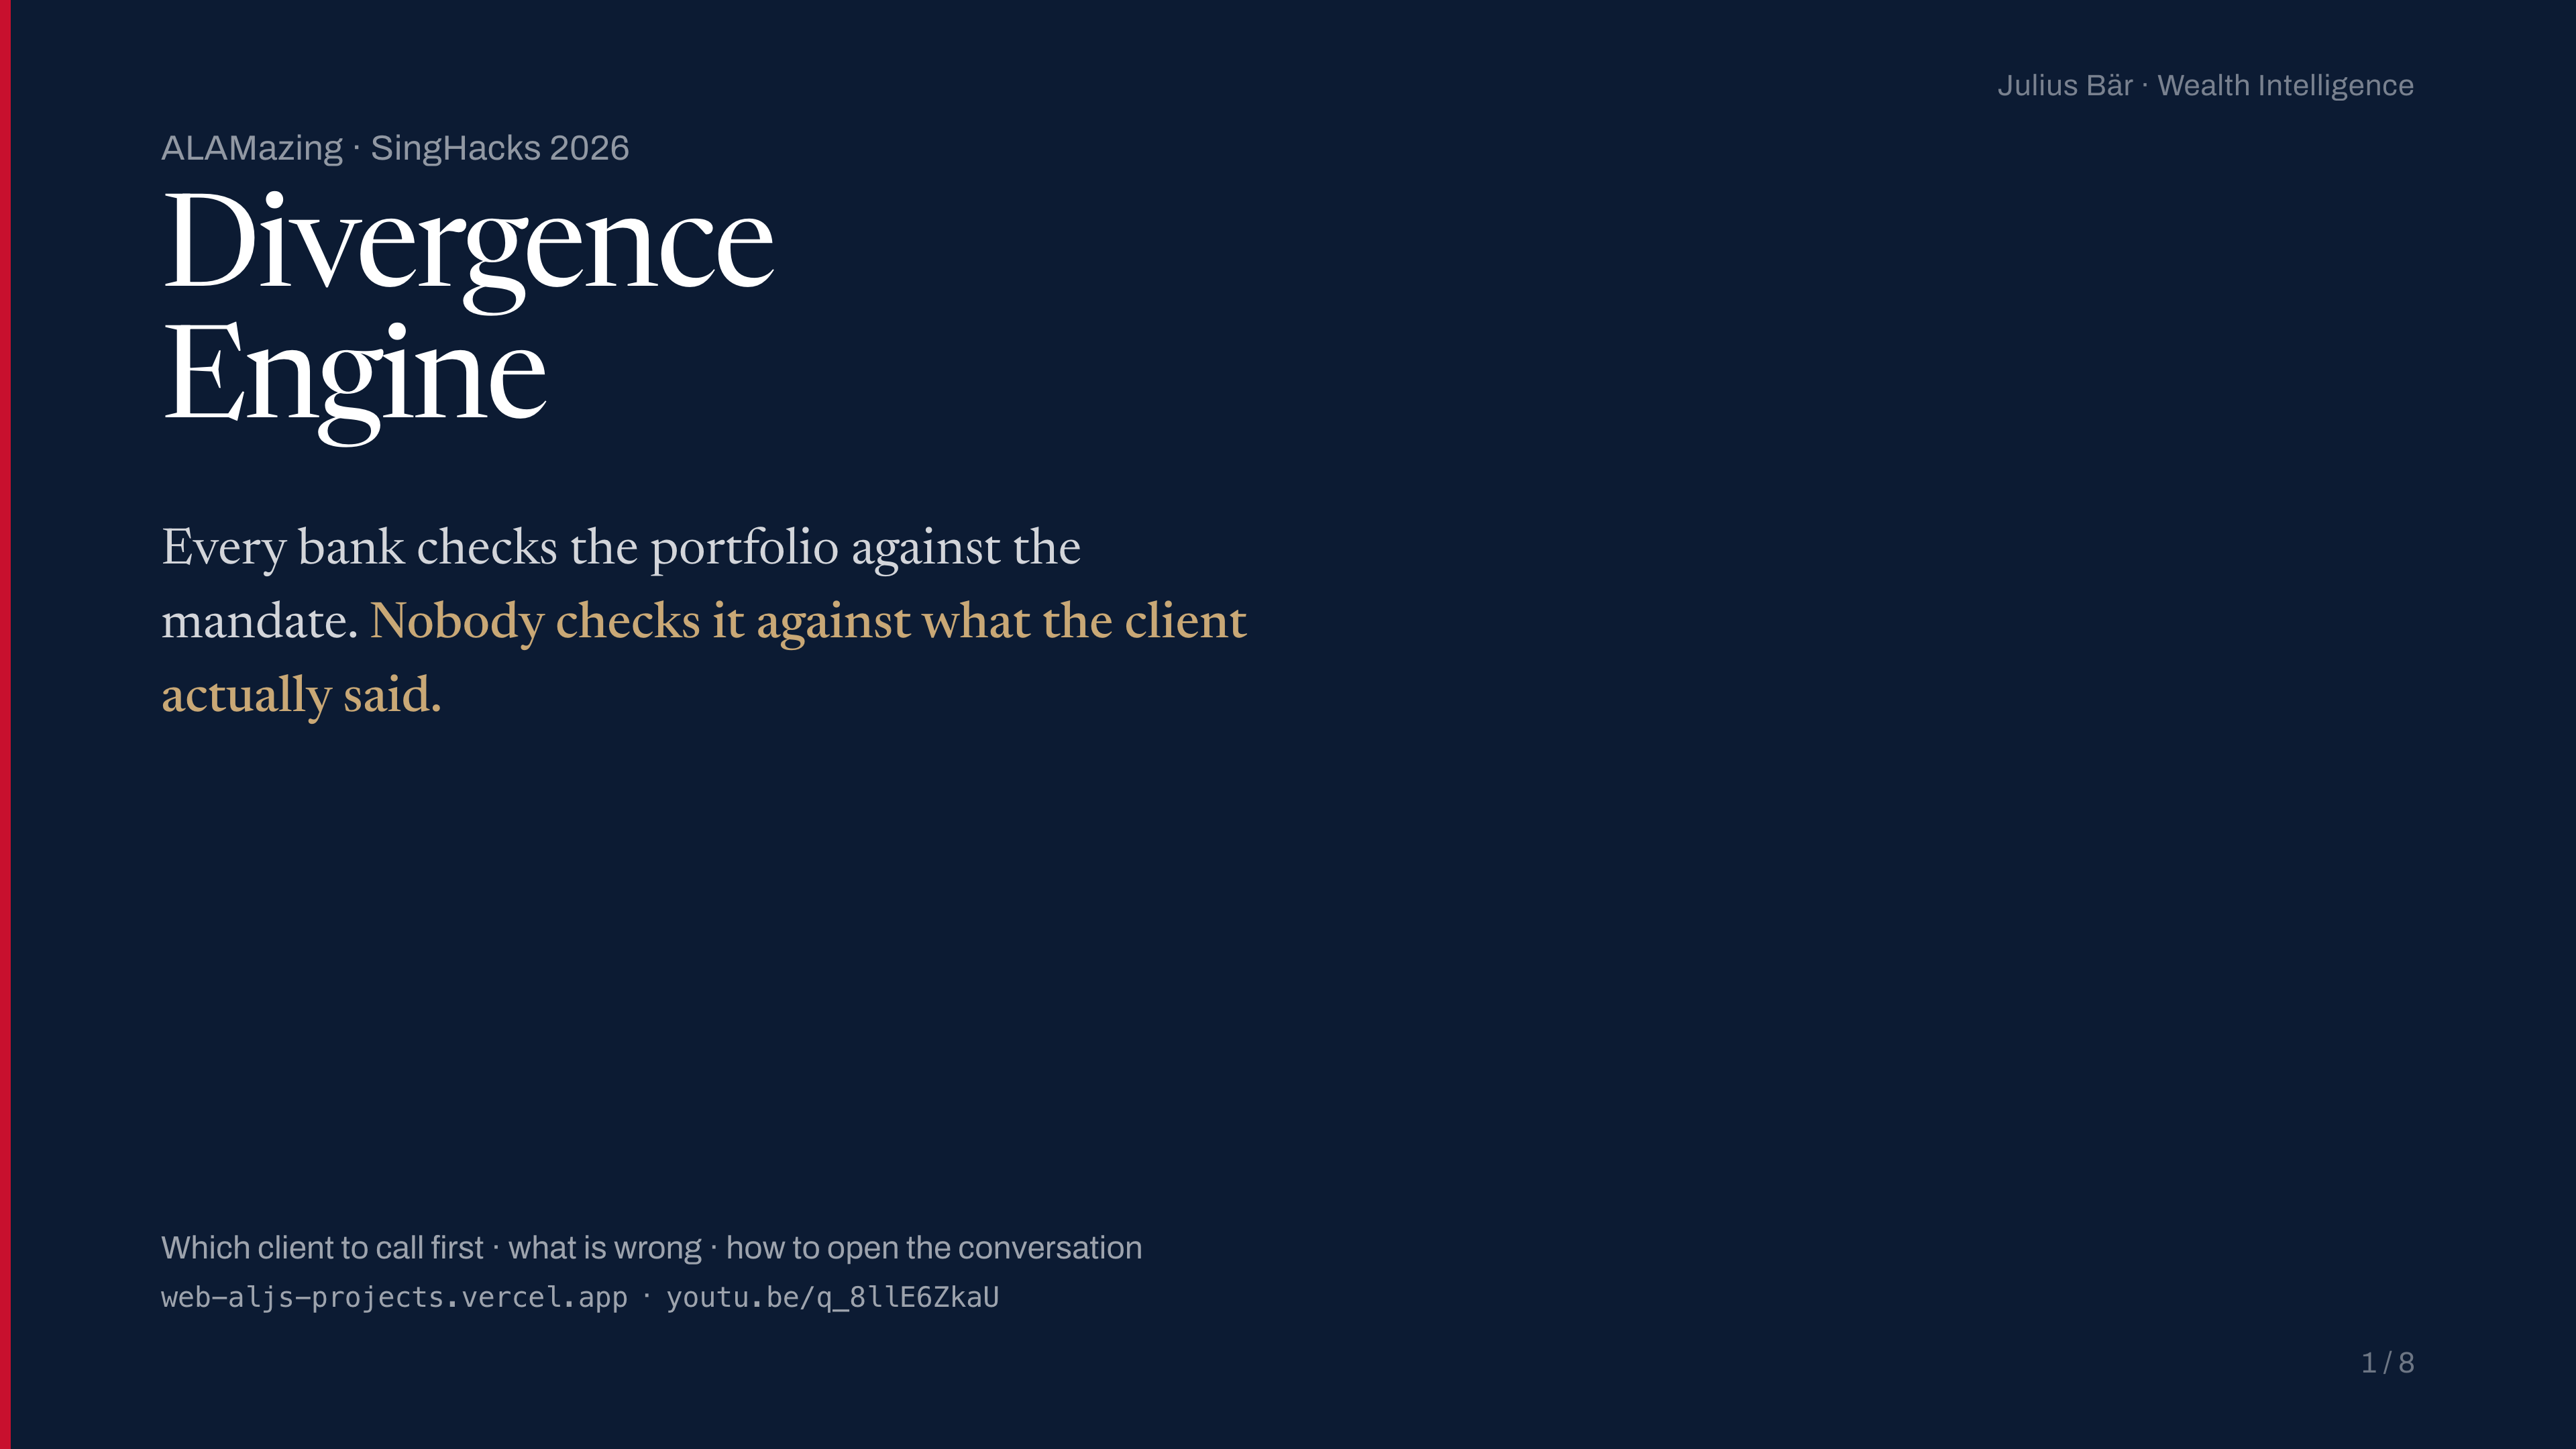 Julius Bär · Wealth Intelligence
ALAMazing · SingHacks 2026
Divergence
Engine
Every bank checks the portfolio against the
mandate. Nobody checks it against what the client
actually said.
Which client to call first · what is wrong · how to open the conversation
web-aljs-projects.vercel.app · youtu.be/q_8llE6ZkaU
1 / 8